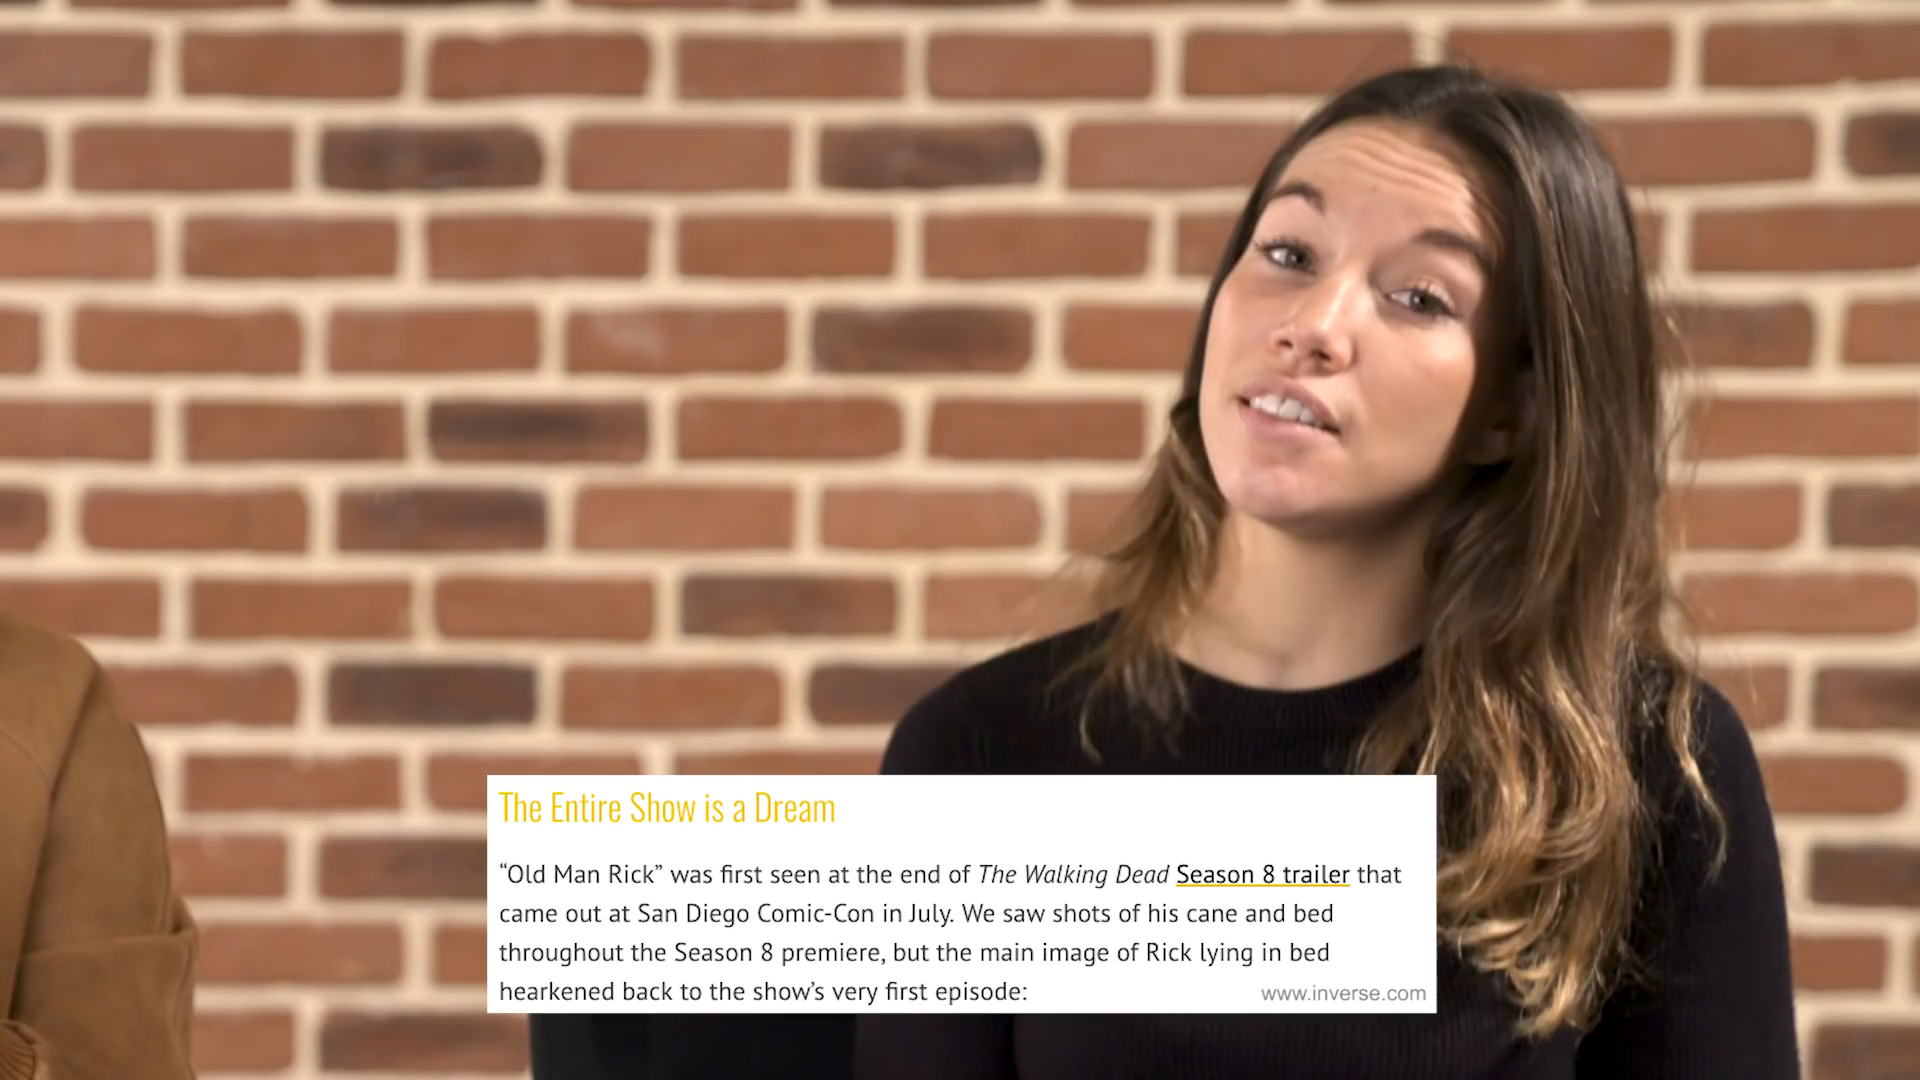 The Entire Show is a Dream
“Old Man Rick” was first seen at the end of The Walking Dead Season 8 trailer that
came out at San Diego Comic-Con in July. We saw shots of his cane and bed
throughout the Season 8 premiere, but the main image of Rick lying in bed
hearkened back to the show’s very first episode:
www.inverse.com